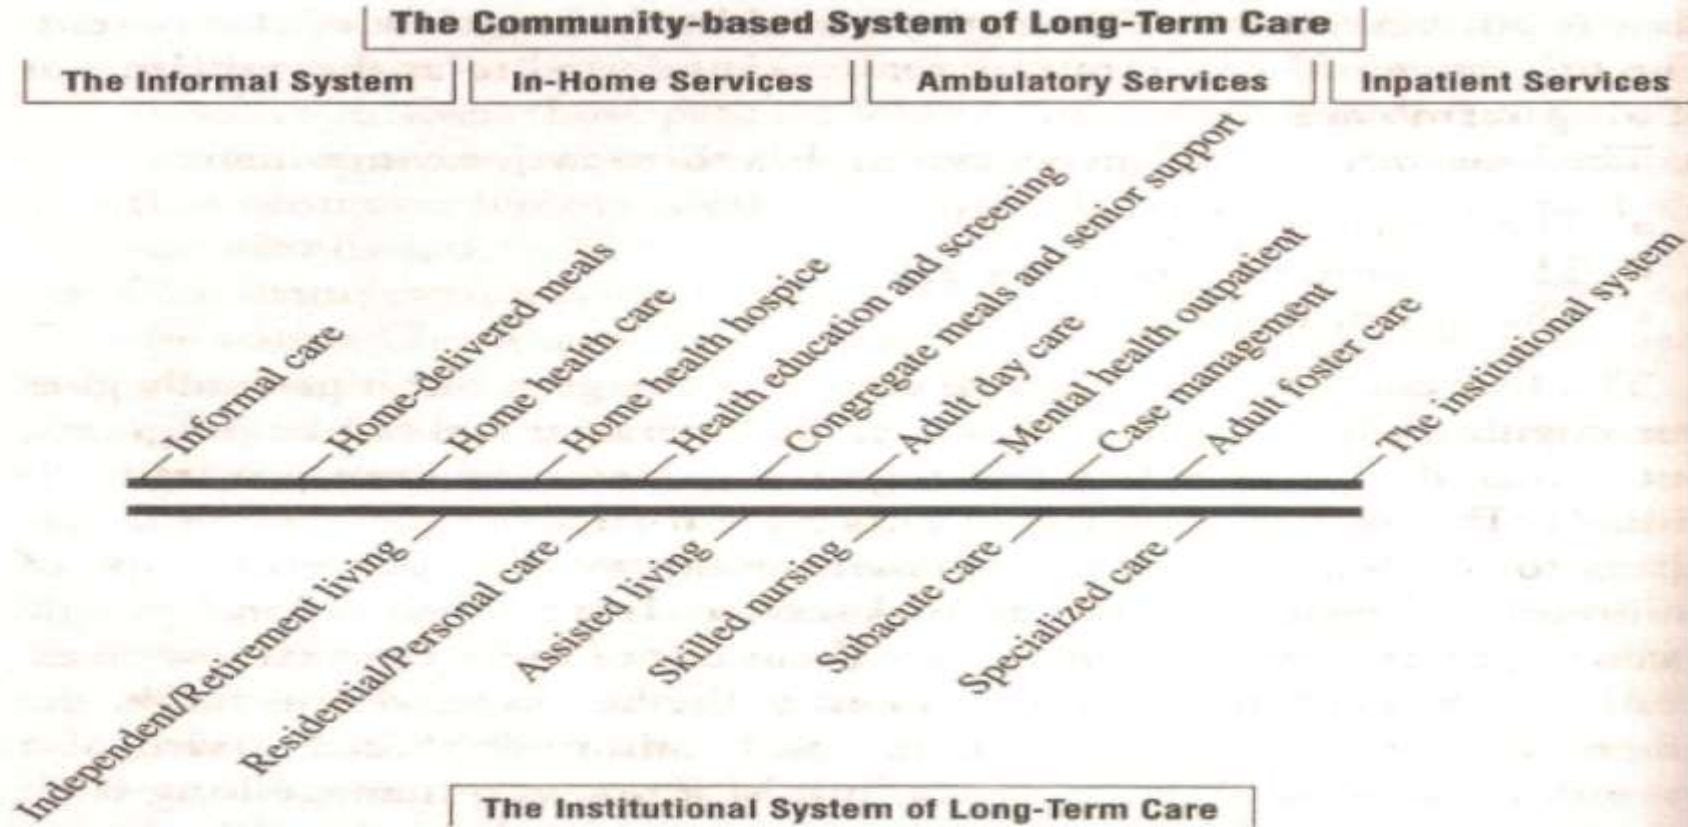 The Community-based System of Long-Term Care
The Informal System
In-Home Services
Ambulatory Services
Inpatient Services
Informal care
Home-delivered meals
Home health care
Home health hospice
Health education and screening
Congregate meals and senior support
Adult day care
Mental health outpatient
Case management
Adult foster care
The institutional system
Independent/Retirement living
Residential/Personal care
Assisted living
Skilled nursing
Subacute care
Specialized care
The Institutional System of Long-Term Care